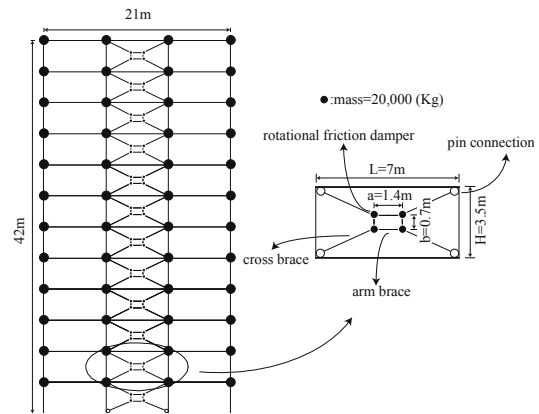 21m
42m
●:mass=20,000 (Kg)
rotational friction damper
pin connection
L=7m
a=1.4m
b=0.7m
H=3.5m
cross brace
arm brace